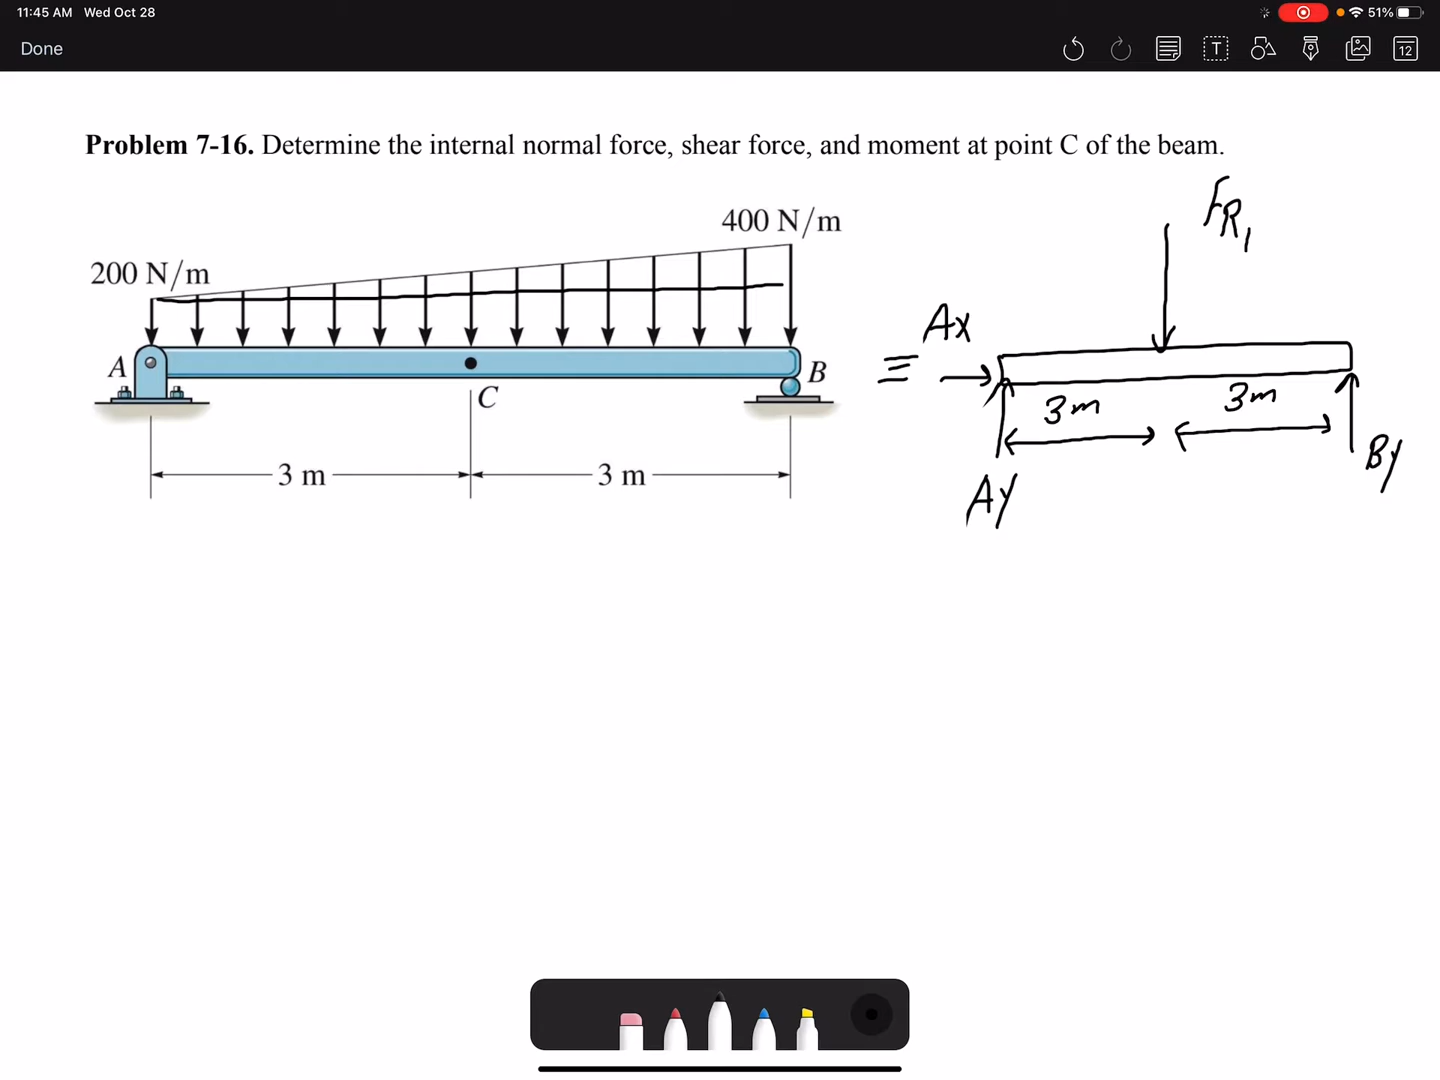 11:45 AM Wed Oct 28
51%
Done
T
12
Problem 7-16. Determine the internal normal force, shear force, and moment at point C of the beam.
FR1
400 N/m
200 N/m
Ax
A
B
≡
C
3m
3m
By
3 m
3 m
Ay